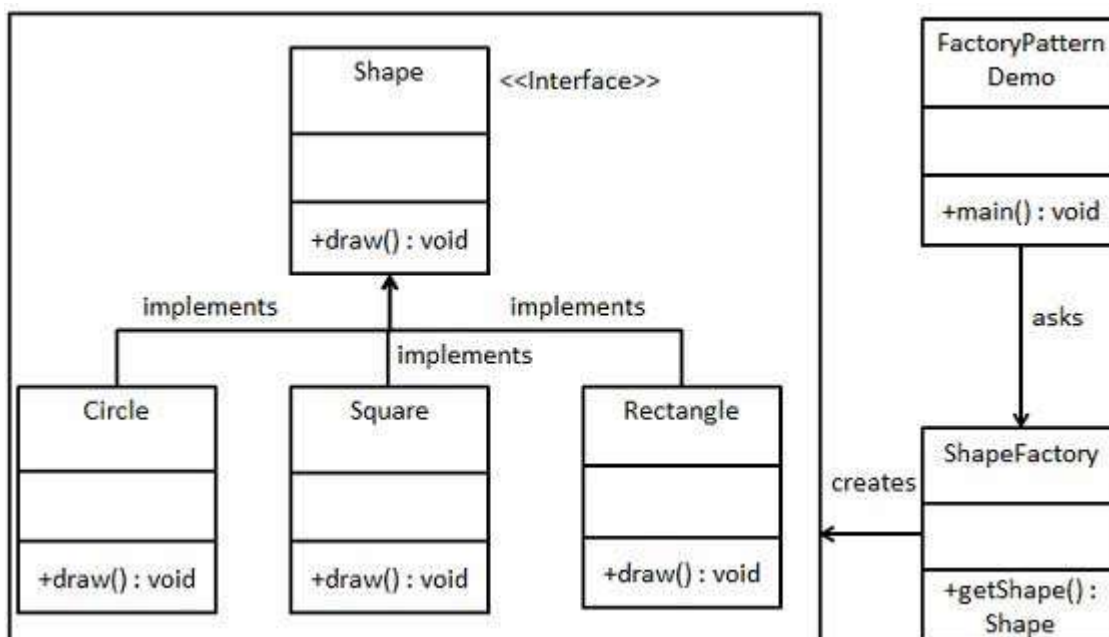 Shape
<<Interface>>
+draw() : void
implements
implements
implements
Circle
+draw() : void
Square
+draw() : void
Rectangle
+draw() : void
FactoryPattern
Demo
+main() : void
asks
ShapeFactory
creates
+getShape() :
Shape